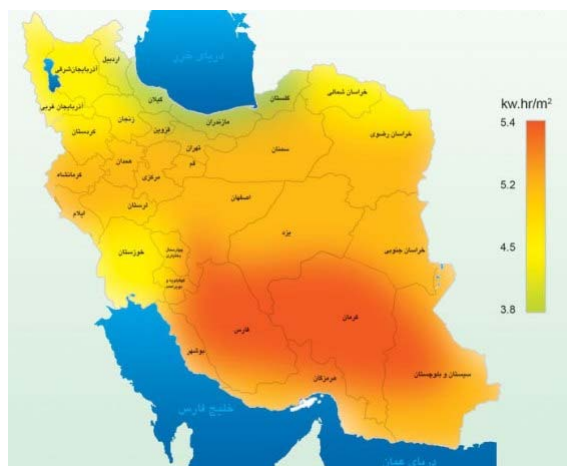 دریای خزر
اردبیل
آذربایجان‌شرقی
آذربایجان غربی
گیلان
زنجان
کردستان
قزوین
مازندران
گلستان
خراسان شمالی
خراسان رضوی
تهران
قم
سمنان
همدان
مرکزی
کرمانشاه
لرستان
ایلام
اصفهان
یزد
خراسان جنوبی
خوزستان
چهارمحال
بختیاری
فارس
کرمان
بوشهر
هرمزگان
سیستان و بلوچستان
خلیج فارس
دریای عمان
kw.hr/m²
5.4
5.2
4.5
3.8